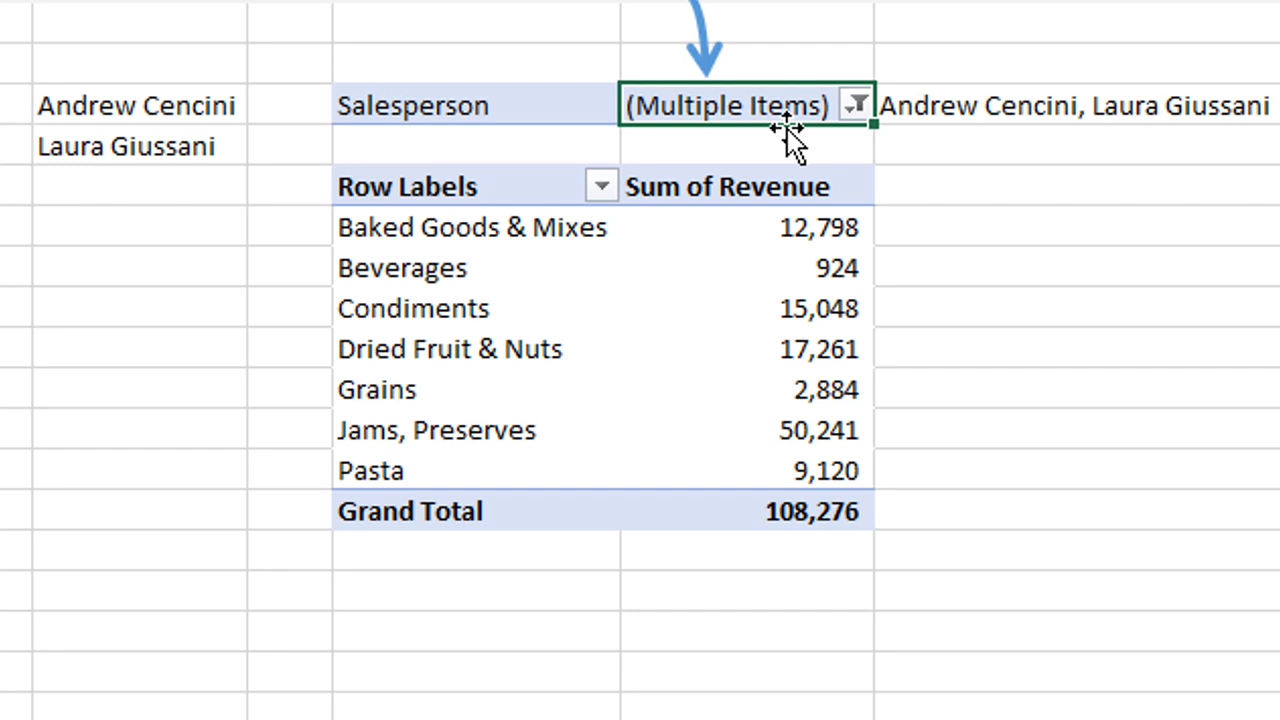 Andrew Cencini Salesperson (Multiple Items) Andrew Cencini, Laura Giussani
Laura Giussani
Row Labels Sum of Revenue
Baked Goods & Mixes 12,798
Beverages 924
Condiments 15,048
Dried Fruit & Nuts 17,261
Grains 2,884
Jams, Preserves 50,241
Pasta 9,120
Grand Total 108,276